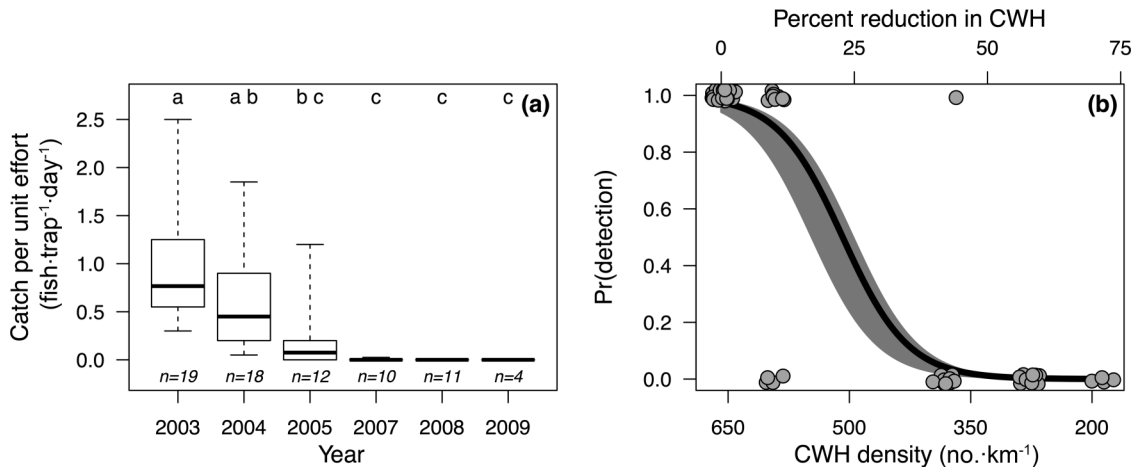 Percent reduction in CWH
0 25 50 75
a a b b c c c c (a)
(b)
Catch per unit effort
(fish·trap⁻¹·day⁻¹)
2.5
2.0
1.5
1.0
0.5
0.0
n=19 n=18 n=12 n=10 n=11 n=4
2003 2004 2005 2007 2008 2009
Year
Pr(detection)
1.0
0.8
0.6
0.4
0.2
0.0
650 500 350 200
CWH density (no.·km⁻¹)